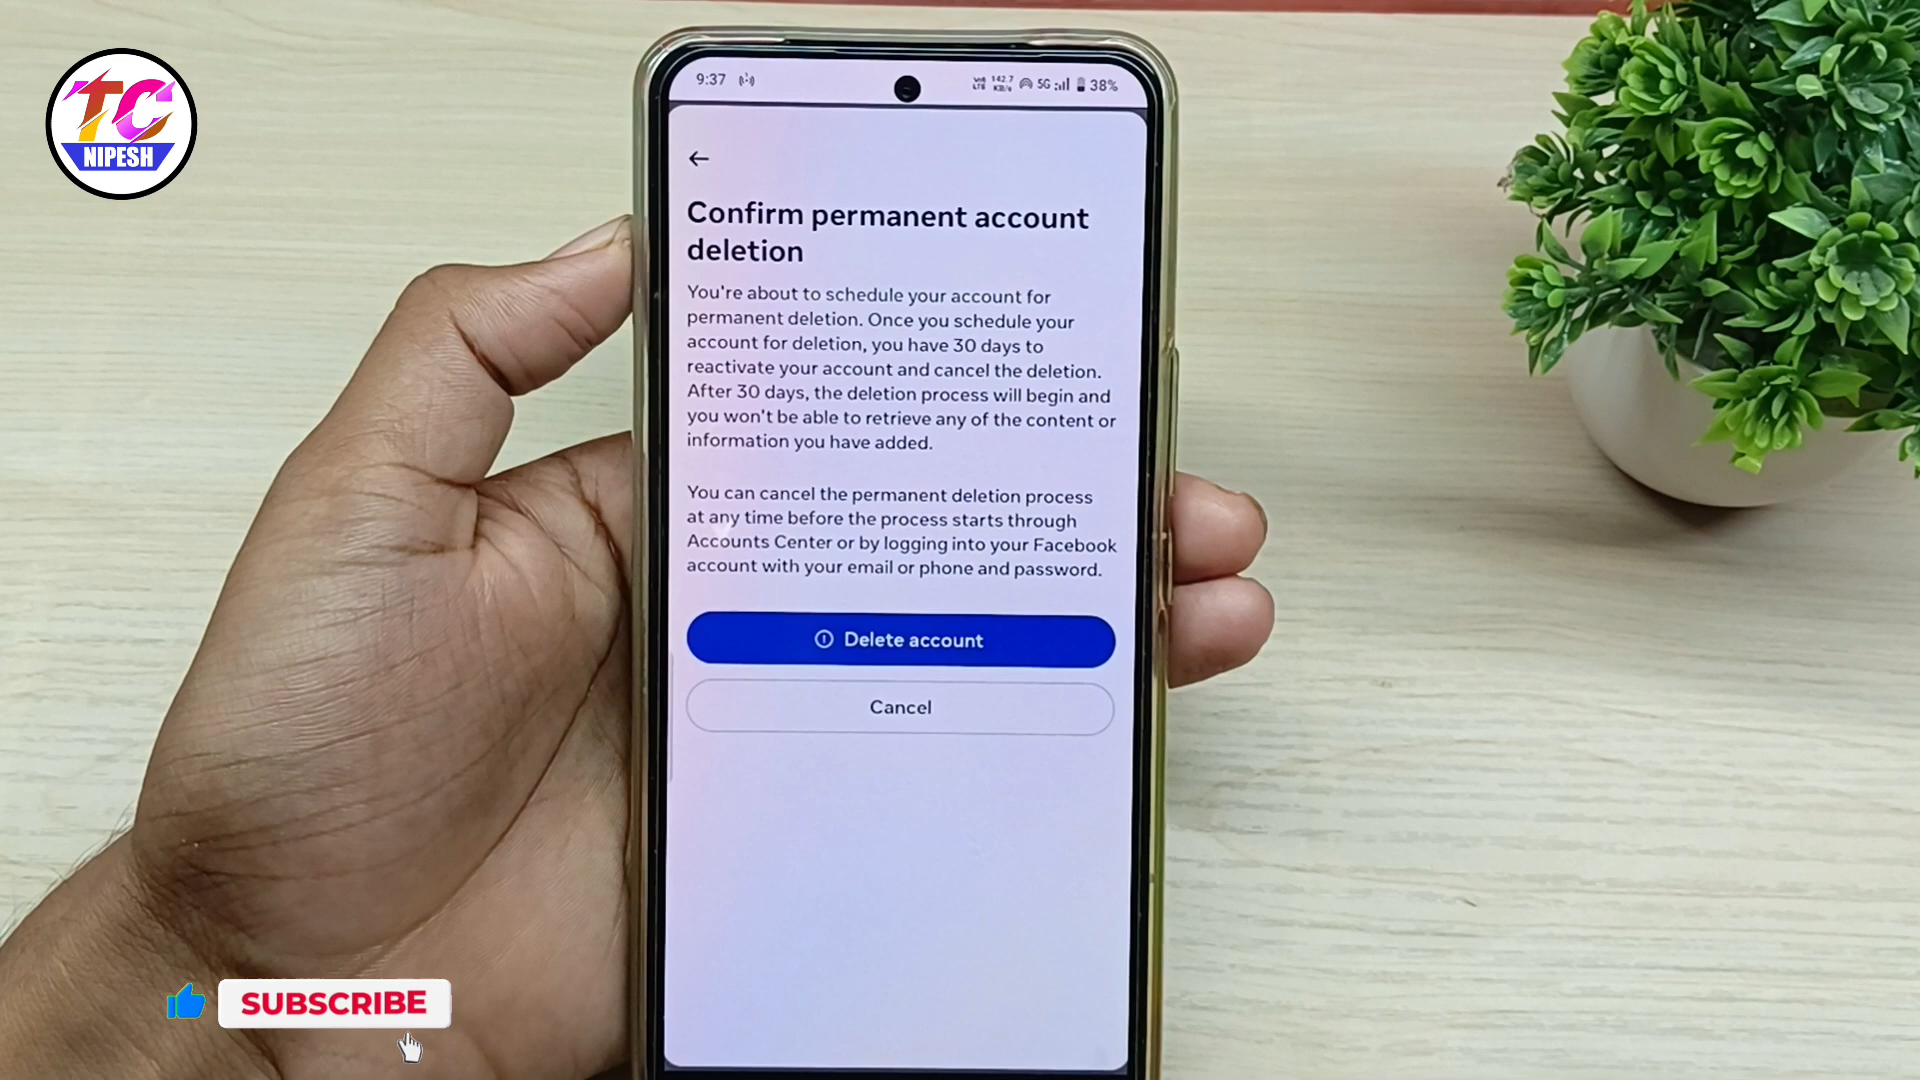 TC
NIPESH
9:37
Vo))
LTE
142.7
KB/s
5G
38%
Confirm permanent account
deletion
You're about to schedule your account for
permanent deletion. Once you schedule your
account for deletion, you have 30 days to
reactivate your account and cancel the deletion.
After 30 days, the deletion process will begin and
you won't be able to retrieve any of the content or
information you have added.
You can cancel the permanent deletion process
at any time before the process starts through
Accounts Center or by logging into your Facebook
account with your email or phone and password.
Delete account
Cancel
SUBSCRIBE